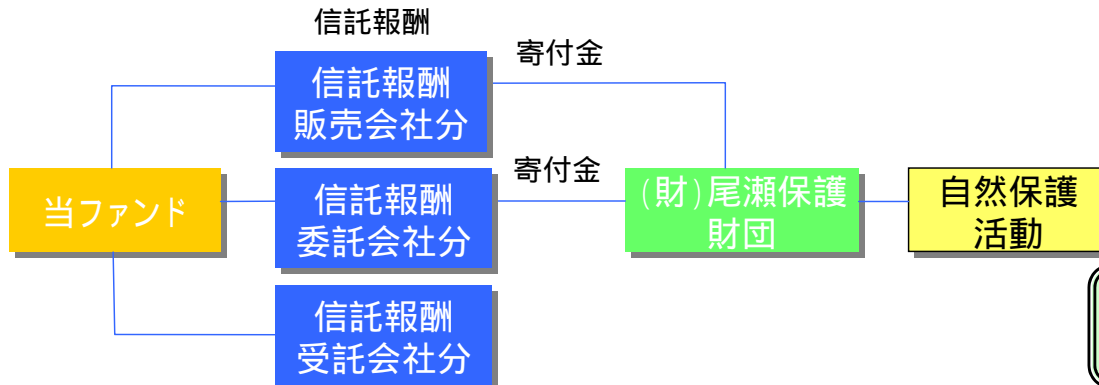 信託報酬
寄付金
信託報酬
販売会社分
寄付金
当ファンド
信託報酬
委託会社分
(財)尾瀬保護
財団
自然保護
活動
信託報酬
受託会社分